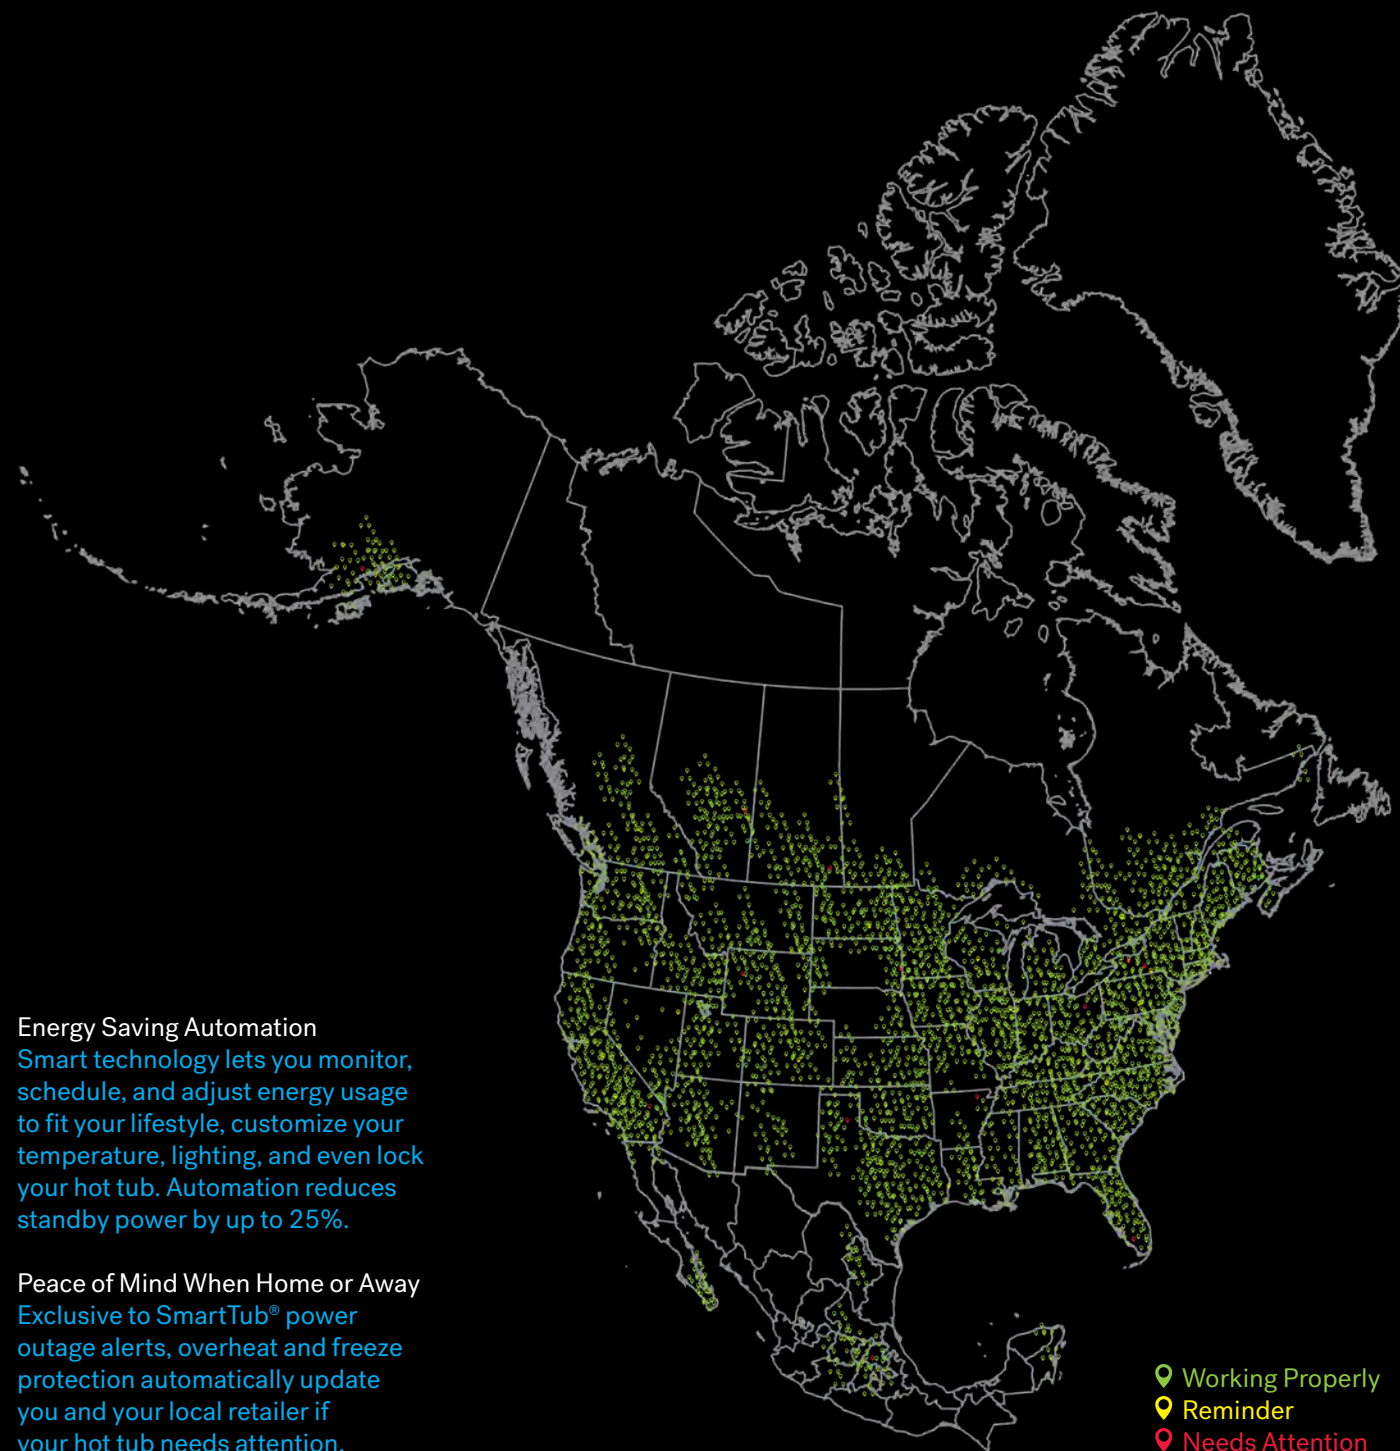 Energy Saving Automation
Smart technology lets you monitor,
schedule, and adjust energy usage
to fit your lifestyle, customize your
temperature, lighting, and even lock
your hot tub. Automation reduces
standby power by up to 25%.
Peace of Mind When Home or Away
Exclusive to SmartTub® power
outage alerts, overheat and freeze
protection automatically update
you and your local retailer if
your hot tub needs attention.
Working Properly
Reminder
Needs Attention